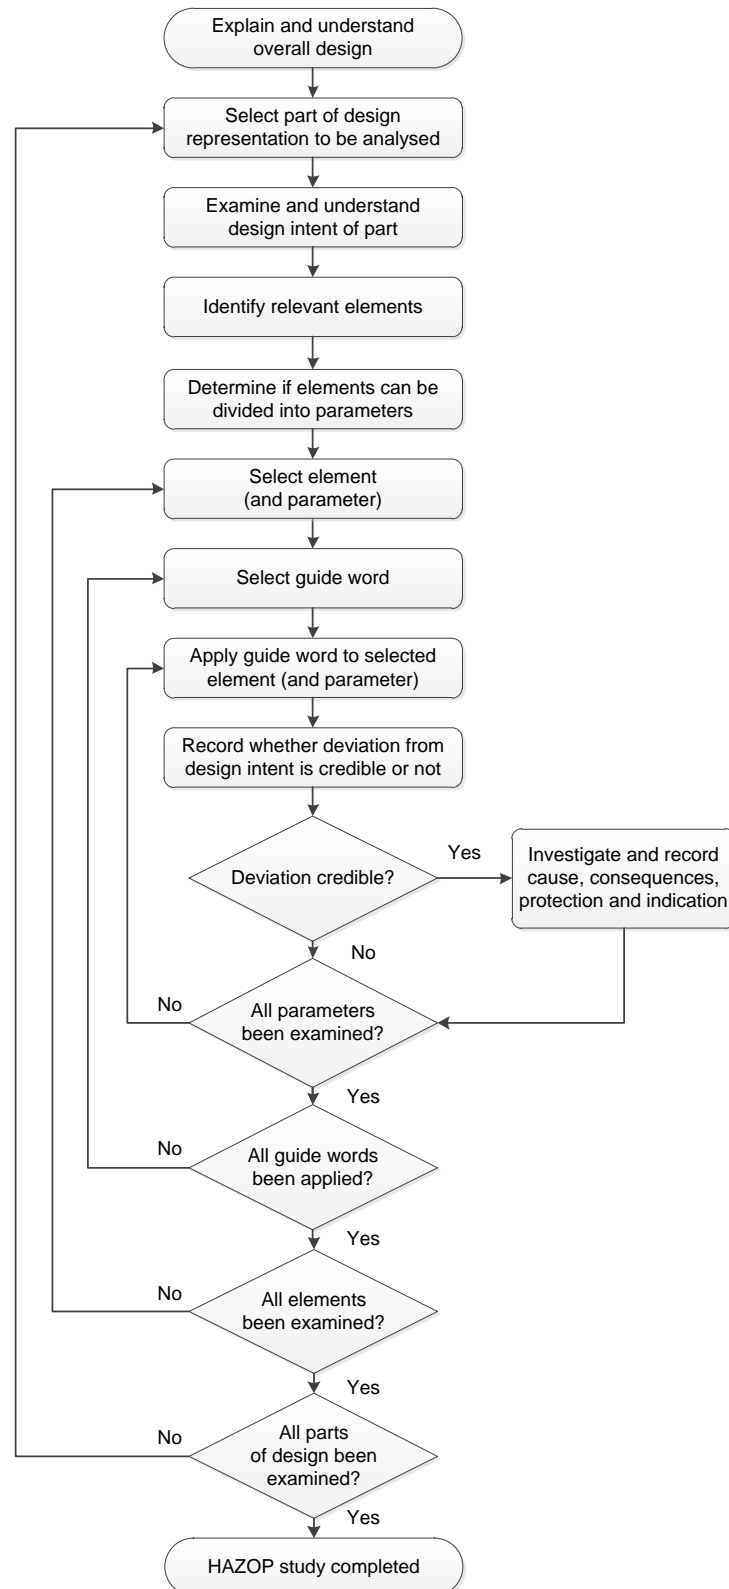 Explain and understand
overall design
Select part of design
representation to be analysed
Examine and understand
design intent of part
Identify relevant elements
Determine if elements can be
divided into parameters
Select element
(and parameter)
Select guide word
Apply guide word to selected
element (and parameter)
Record whether deviation from
design intent is credible or not
Deviation credible?
Yes
Investigate and record
cause, consequences,
protection and indication
No
All parameters
been examined?
No
Yes
All guide words
been applied?
No
Yes
All elements
been examined?
No
Yes
All parts
of design been
examined?
No
Yes
HAZOP study completed